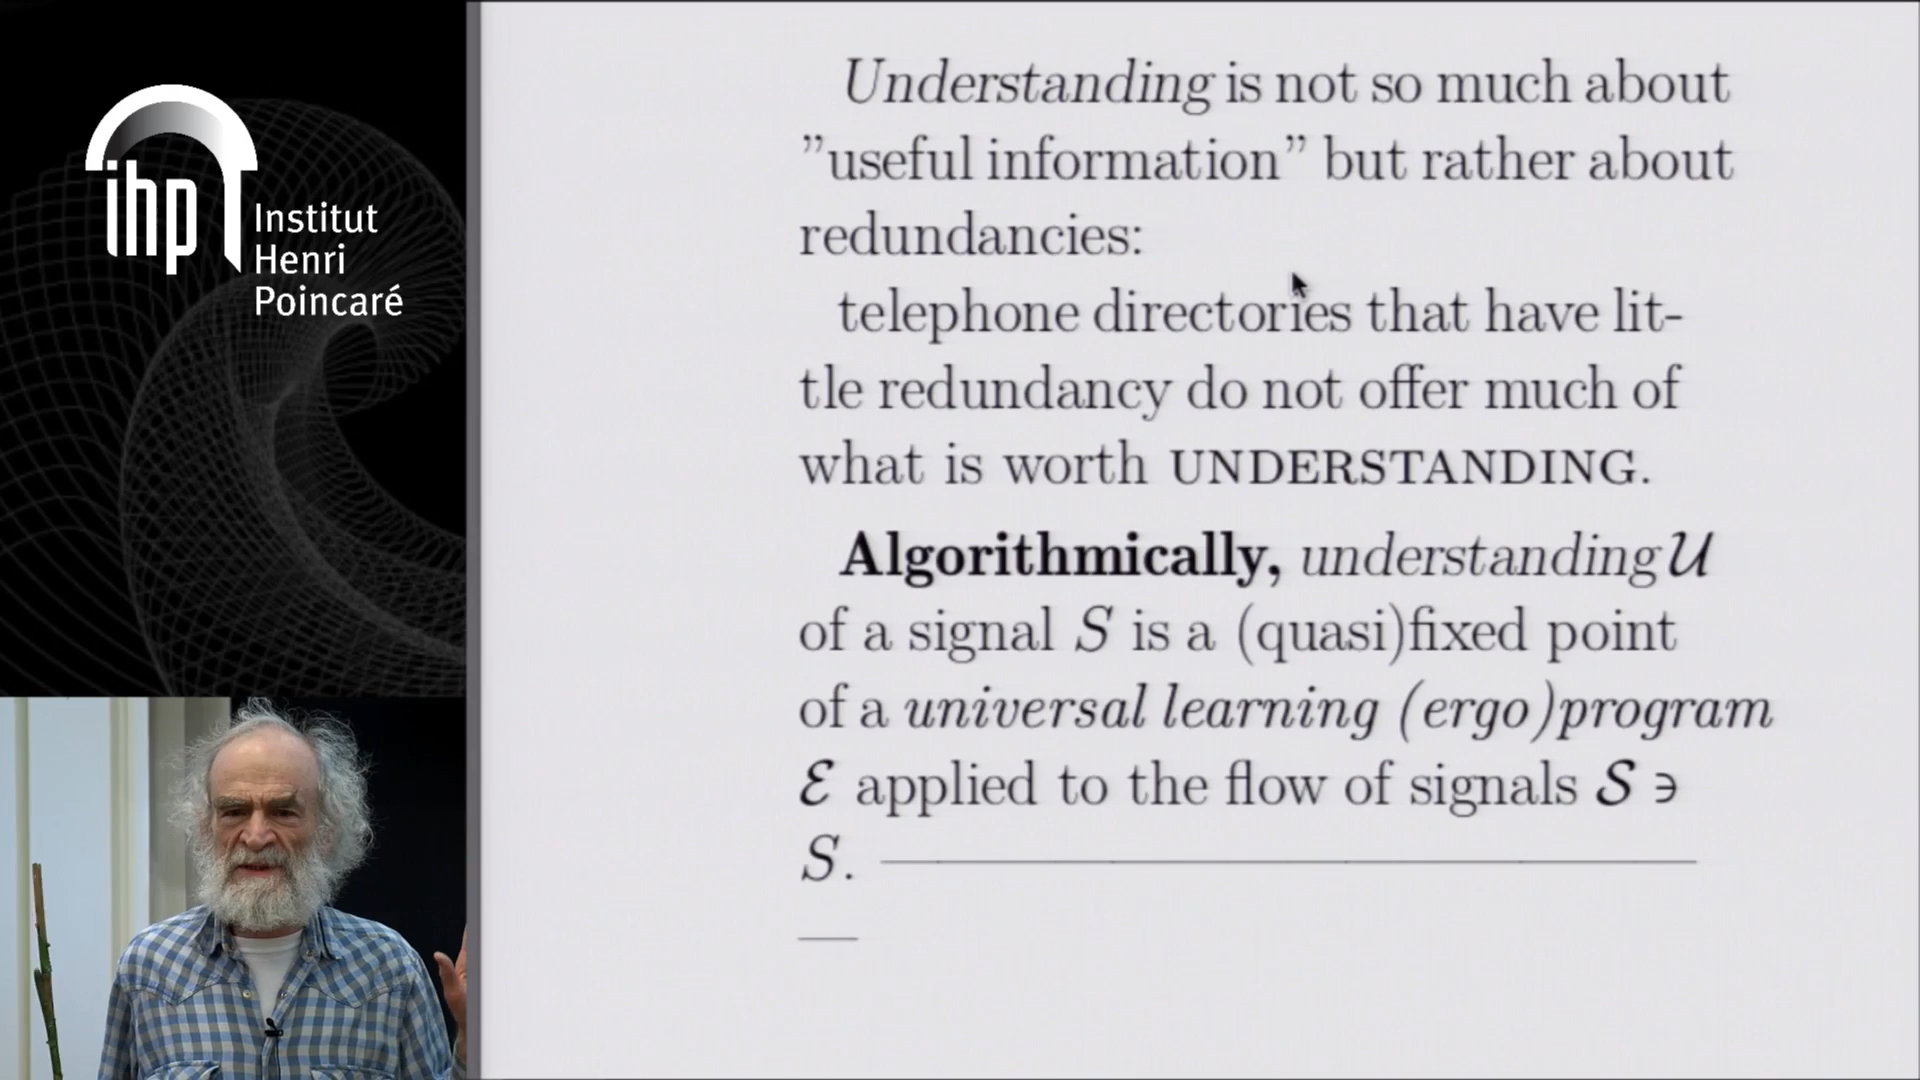 ihp
Institut
Henri
Poincaré
Understanding is not so much about
”useful information” but rather about
redundancies:
telephone directories that have lit-
tle redundancy do not offer much of
what is worth UNDERSTANDING.
Algorithmically, understanding 𝒰
of a signal S is a (quasi)fixed point
of a universal learning (ergo)program
ℰ applied to the flow of signals 𝒮 ∋
S.